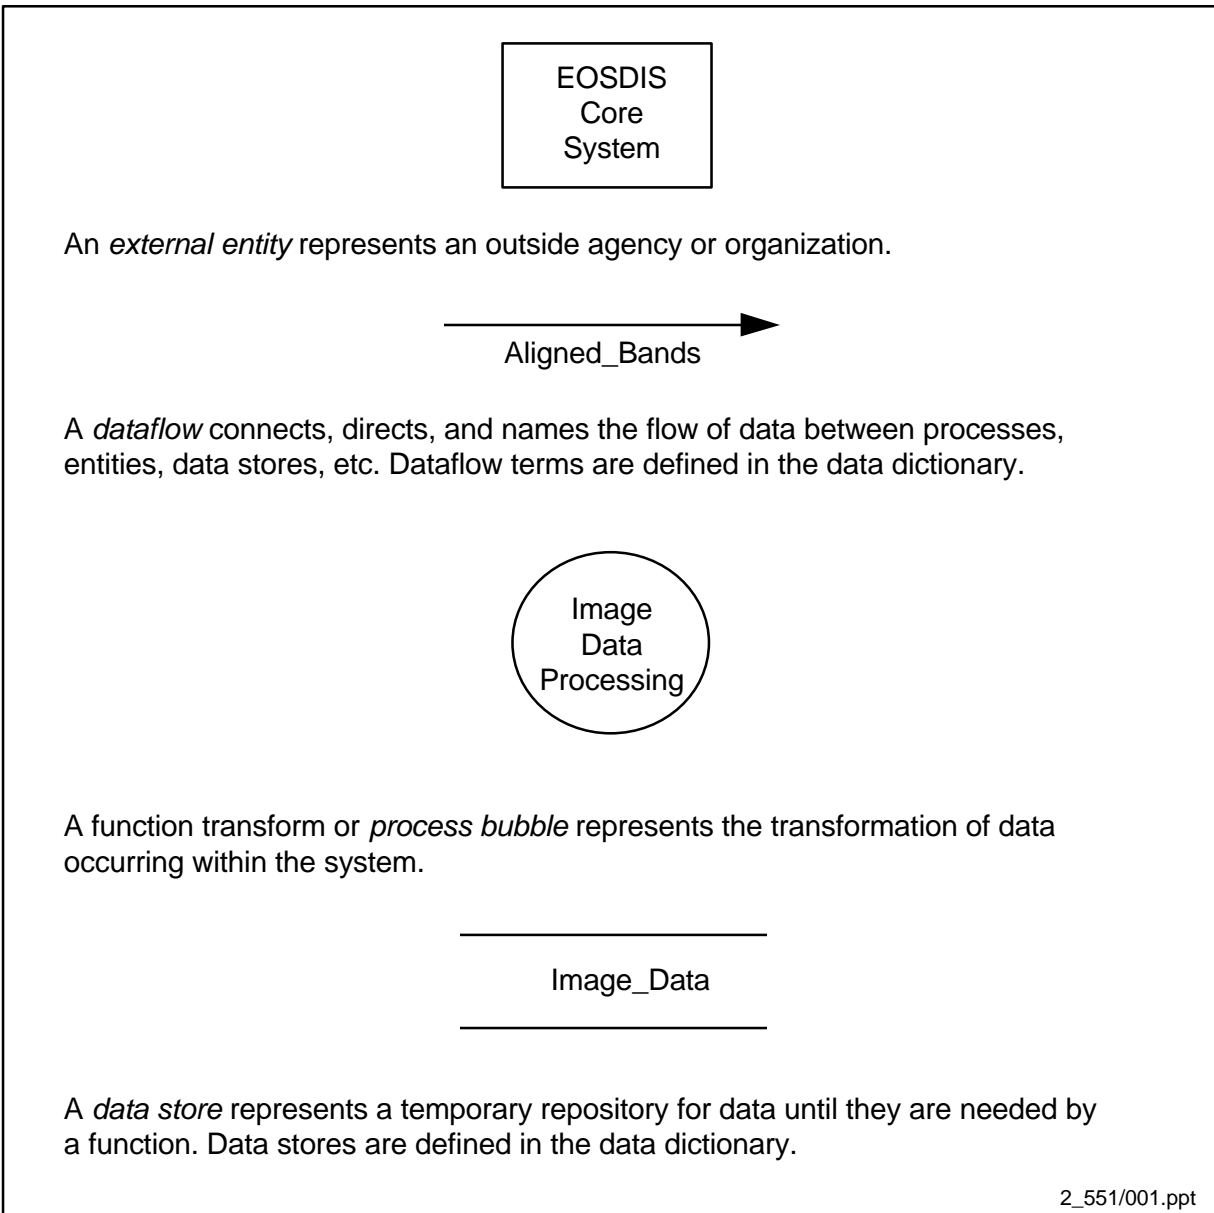 EOSDIS
Core
System
An external entity represents an outside agency or organization.
Aligned_Bands
A dataflow connects, directs, and names the flow of data between processes,
entities, data stores, etc. Dataflow terms are defined in the data dictionary.
Image
Data
Processing
A function transform or process bubble represents the transformation of data
occurring within the system.
Image_Data
A data store represents a temporary repository for data until they are needed by
a function. Data stores are defined in the data dictionary.
2_551/001.ppt